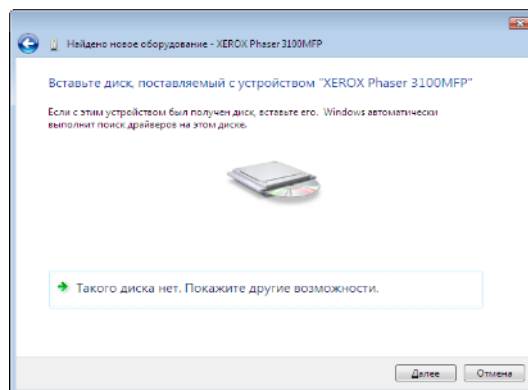 Найдено новое оборудование - XEROX Phaser 3100MFP
Вставьте диск, поставляемый с устройством "XEROX Phaser 3100MFP"
Если с этим устройством был получен диск, вставьте его. Windows автоматически
выполнит поиск драйверов на этом диске.
Такого диска нет. Покажите другие возможности.
Далее Отмена